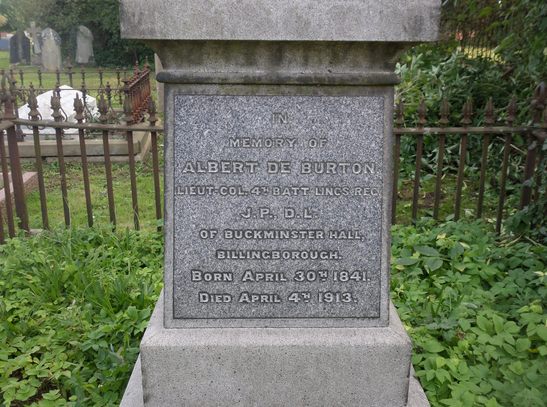 IN
MEMORY OF
ALBERT DE BURTON
LIEUT-COL. 4TH BATT. LINCS. REG.
J.P., D.L.
OF BUCKMINSTER HALL,
BILLINGBOROUGH.
BORN APRIL 30TH 1841.
DIED APRIL 4TH 1913.